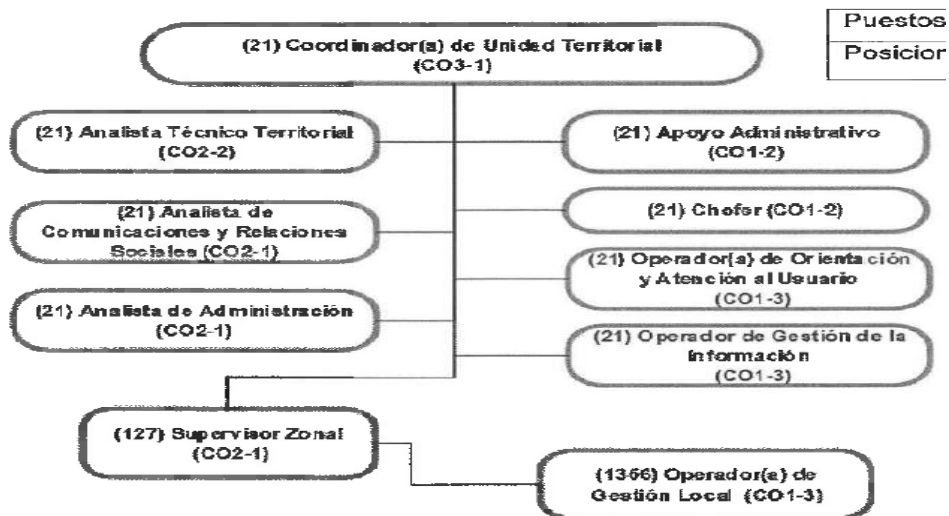 (21) Coordinador(a) de Unidad Territorial
(CO3-1)
Puestos
Posicion
(21) Analista Técnico Territorial
(CO2-2)
(21) Apoyo Administrativo
(CO1-2)
(21) Analista de
Comunicaciones y Relaciones
Sociales (CO2-1)
(21) Chofer (CO1-2)
(21) Operador(a) de Orientación
y Atención al Usuario
(CO1-3)
(21) Analista de Administración
(CO2-1)
(21) Operador de Gestión de la
Información
(CO1-3)
(127) Supervisor Zonal
(CO2-1)
(1366) Operador(a) de
Gestión Local (CO1-3)